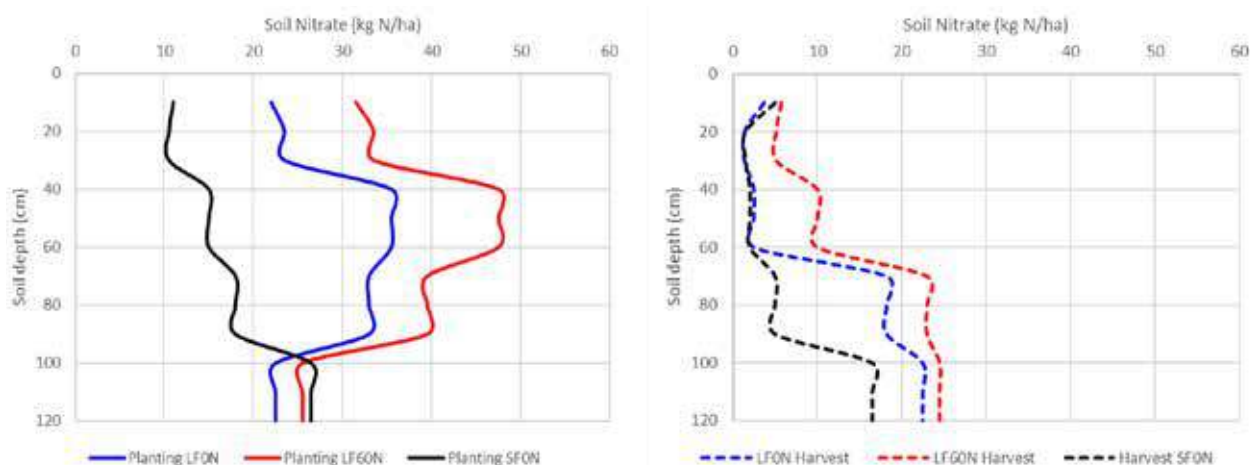 Soil Nitrate (kg N/ha)
0 10 20 30 40 50 60
0
20
40
60
80
100
120
Soil depth (cm)
Planting LF0N Planting LF60N Planting SF0N
Soil Nitrate (kg N/ha)
0 10 20 30 40 50 60
0
20
40
60
80
100
120
Soil depth (cm)
LF0N Harvest LF60N Harvest Harvest SF0N